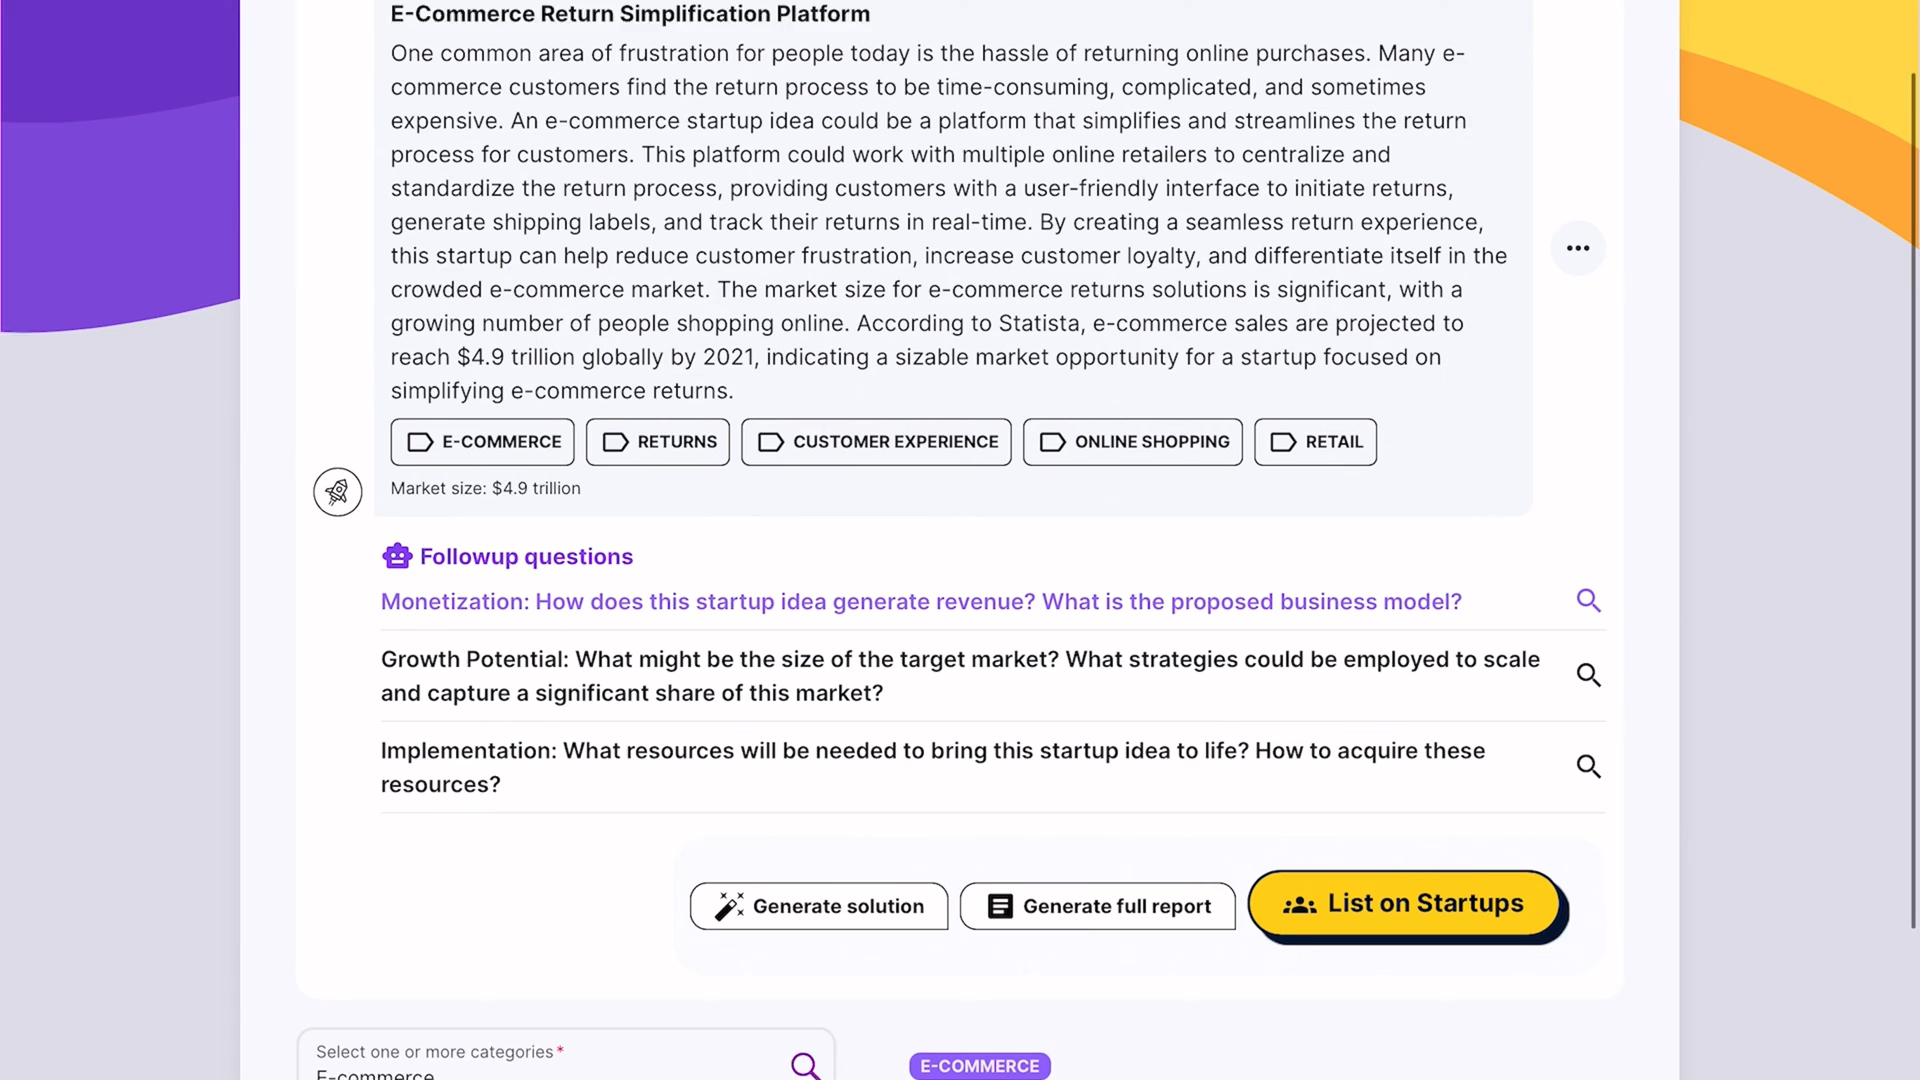 E-Commerce Return Simplification Platform
One common area of frustration for people today is the hassle of returning online purchases. Many e-
commerce customers find the return process to be time-consuming, complicated, and sometimes
expensive. An e-commerce startup idea could be a platform that simplifies and streamlines the return
process for customers. This platform could work with multiple online retailers to centralize and
standardize the return process, providing customers with a user-friendly interface to initiate returns,
generate shipping labels, and track their returns in real-time. By creating a seamless return experience,
this startup can help reduce customer frustration, increase customer loyalty, and differentiate itself in the
crowded e-commerce market. The market size for e-commerce returns solutions is significant, with a
growing number of people shopping online. According to Statista, e-commerce sales are projected to
reach $4.9 trillion globally by 2021, indicating a sizable market opportunity for a startup focused on
simplifying e-commerce returns.
E-COMMERCE RETURNS CUSTOMER EXPERIENCE ONLINE SHOPPING RETAIL
Market size: $4.9 trillion
Followup questions
Monetization: How does this startup idea generate revenue? What is the proposed business model?
Growth Potential: What might be the size of the target market? What strategies could be employed to scale
and capture a significant share of this market?
Implementation: What resources will be needed to bring this startup idea to life? How to acquire these
resources?
Generate solution Generate full report List on Startups
Select one or more categories *
E-commerce
E-COMMERCE